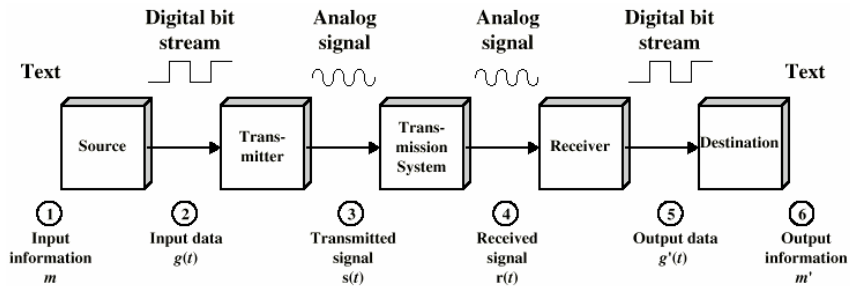 Digital bit
stream
Analog
signal
Analog
signal
Digital bit
stream
Text
Text
Source
Trans-
mitter
Trans-
mission
System
Receiver
Destination
1
Input
information
m
2
Input data
g(t)
3
Transmitted
signal
s(t)
4
Received
signal
r(t)
5
Output data
g'(t)
6
Output
information
m'